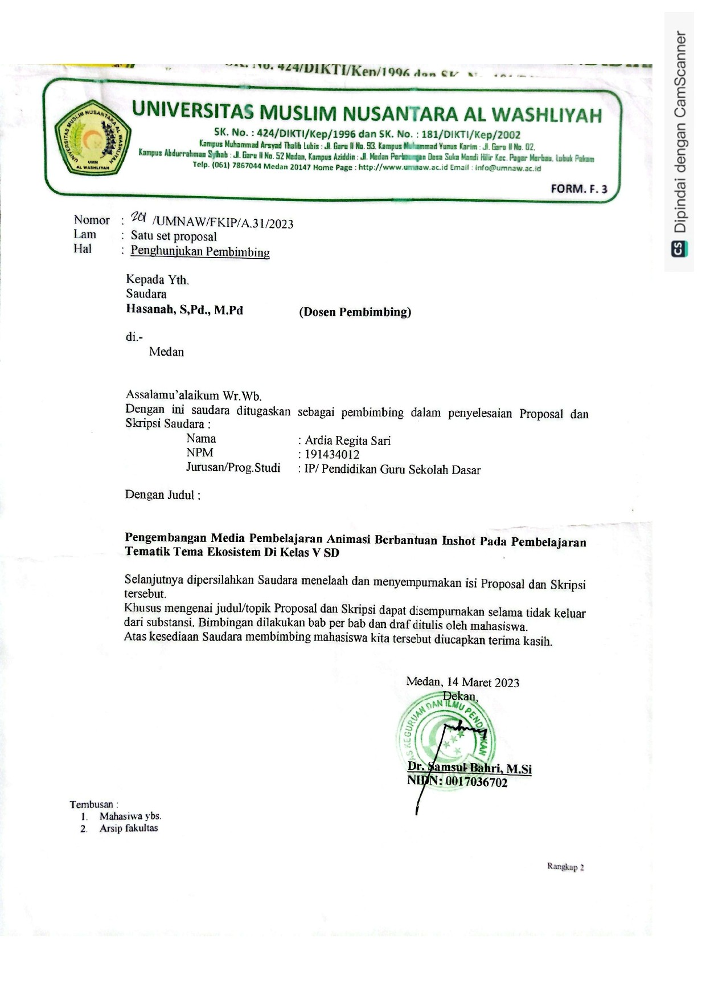 SK. No. 424/DIKTI/Kep/1996 dan SK. No.
UNIVERSITAS MUSLIM NUSANTARA AL WASHLIYAH
SK. No. : 424/DIKTI/Kep/1996 dan SK. No. : 181/DIKTI/Kep/2002
Kampus Muhammad Arsyad Thalib Lubis : Jl. Garu II No. 93, Kampus Muhammad Yunus Karim : Jl. Garu II No. 02,
Kampus Abdurrahman Syihab : Jl. Garu II No. 52 Medan, Kampus Aziddin : Jl. Medan Perbaungan Desa Suka Mandi Hilir Kec. Pagar Merbau, Lubuk Pakam
Telp. (061) 7867044 Medan 20147 Home Page : http://www.umnaw.ac.id Email : info@umnaw.ac.id
UNIVERSITAS MUSLIM NUSANTARA AL WASHLIYAH
UMN
AL WASHLIYAH
FORM. F. 3
Nomor : /UMNAW/FKIP/A.31/2023
Lam : Satu set proposal
Hal : Penghunjukan Pembimbing
Kepada Yth.
Saudara
Hasanah, S,Pd., M.Pd (Dosen Pembimbing)
di.-
Medan
Assalamu'alaikum Wr.Wb.
Dengan ini saudara ditugaskan sebagai pembimbing dalam penyelesaian Proposal dan
Skripsi Saudara :
Nama : Ardia Regita Sari
NPM : 191434012
Jurusan/Prog.Studi : IP/ Pendidikan Guru Sekolah Dasar
Dengan Judul :
Pengembangan Media Pembelajaran Animasi Berbantuan Inshot Pada Pembelajaran
Tematik Tema Ekosistem Di Kelas V SD
Selanjutnya dipersilahkan Saudara menelaah dan menyempurnakan isi Proposal dan Skripsi
tersebut.
Khusus mengenai judul/topik Proposal dan Skripsi dapat disempurnakan selama tidak keluar
dari substansi. Bimbingan dilakukan bab per bab dan draf ditulis oleh mahasiswa.
Atas kesediaan Saudara membimbing mahasiswa kita tersebut diucapkan terima kasih.
Medan, 14 Maret 2023
Dekan,
KEGURUAN DAN ILMU PENDIDIKAN
Dr. Samsul Bahri, M.Si
NIDN: 0017036702
Tembusan :
1. Mahasiwa ybs.
2. Arsip fakultas
Rangkap 2
CS Dipindai dengan CamScanner